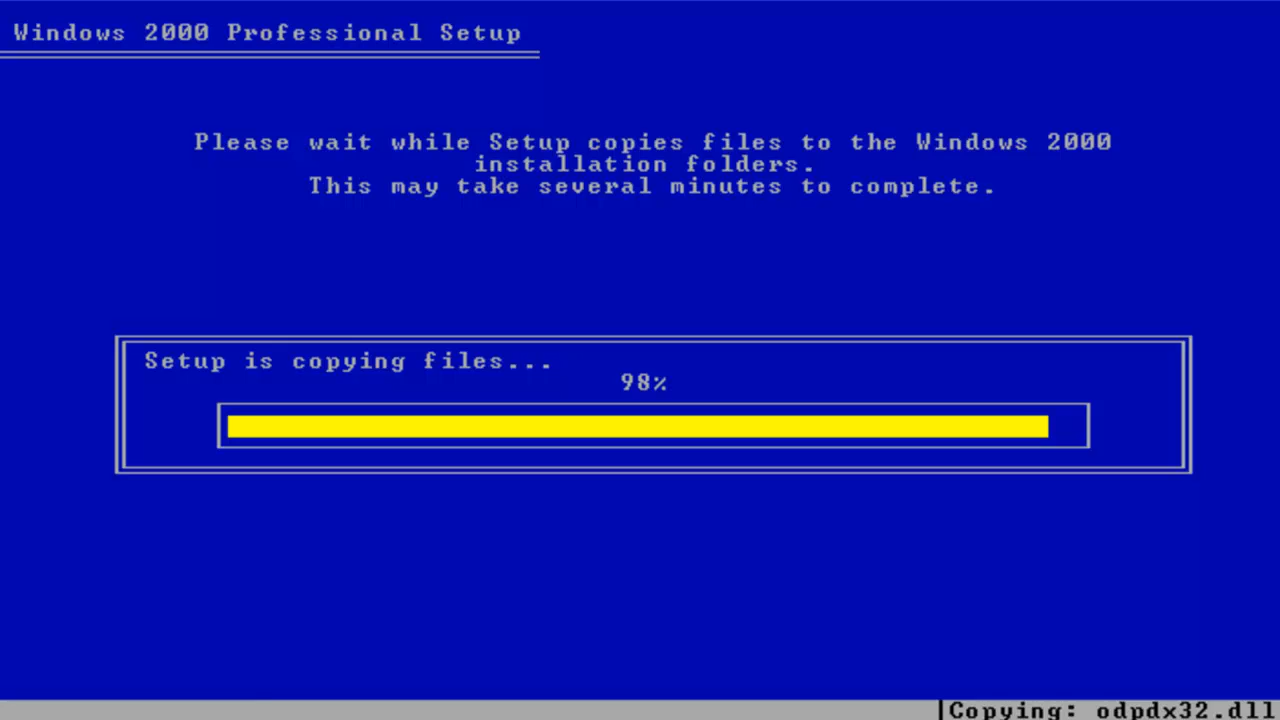 Windows 2000 Professional Setup
Please wait while Setup copies files to the Windows 2000
installation folders.
This may take several minutes to complete.
Setup is copying files...
98%
Copying: odpdx32.dll